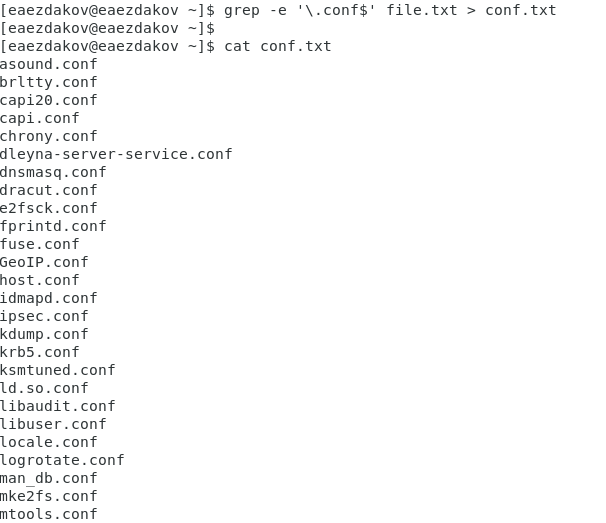 [eaezdakov@eaezdakov ~]$ grep -e '\.conf$' file.txt > conf.txt
[eaezdakov@eaezdakov ~]$
[eaezdakov@eaezdakov ~]$ cat conf.txt
asound.conf
brltty.conf
capi20.conf
capi.conf
chrony.conf
dleyna-server-service.conf
dnsmasq.conf
dracut.conf
e2fsck.conf
fprintd.conf
fuse.conf
GeoIP.conf
host.conf
idmapd.conf
ipsec.conf
kdump.conf
krb5.conf
ksmtuned.conf
ld.so.conf
libaudit.conf
libuser.conf
locale.conf
logrotate.conf
man_db.conf
mke2fs.conf
mtools.conf